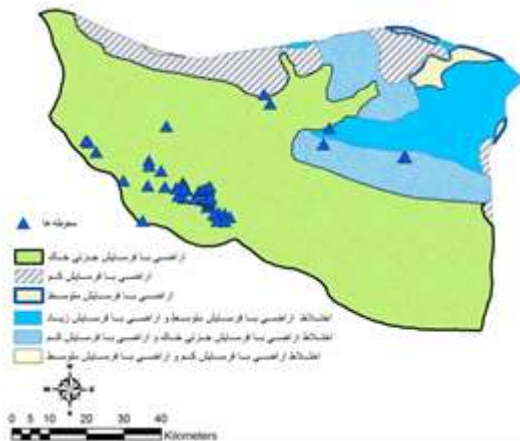 محوطه ها
اراضی با فرسایش جزئی خاک
اراضی با فرسایش کم
اراضی با فرسایش متوسط
اختلاط اراضی با فرسایش متوسط و اراضی با فرسایش زیاد
اختلاط اراضی با فرسایش جزئی خاک و اراضی با فرسایش کم
اختلاط اراضی با فرسایش کم و اراضی با فرسایش متوسط
0 5 10 20 30 40
Kilometers